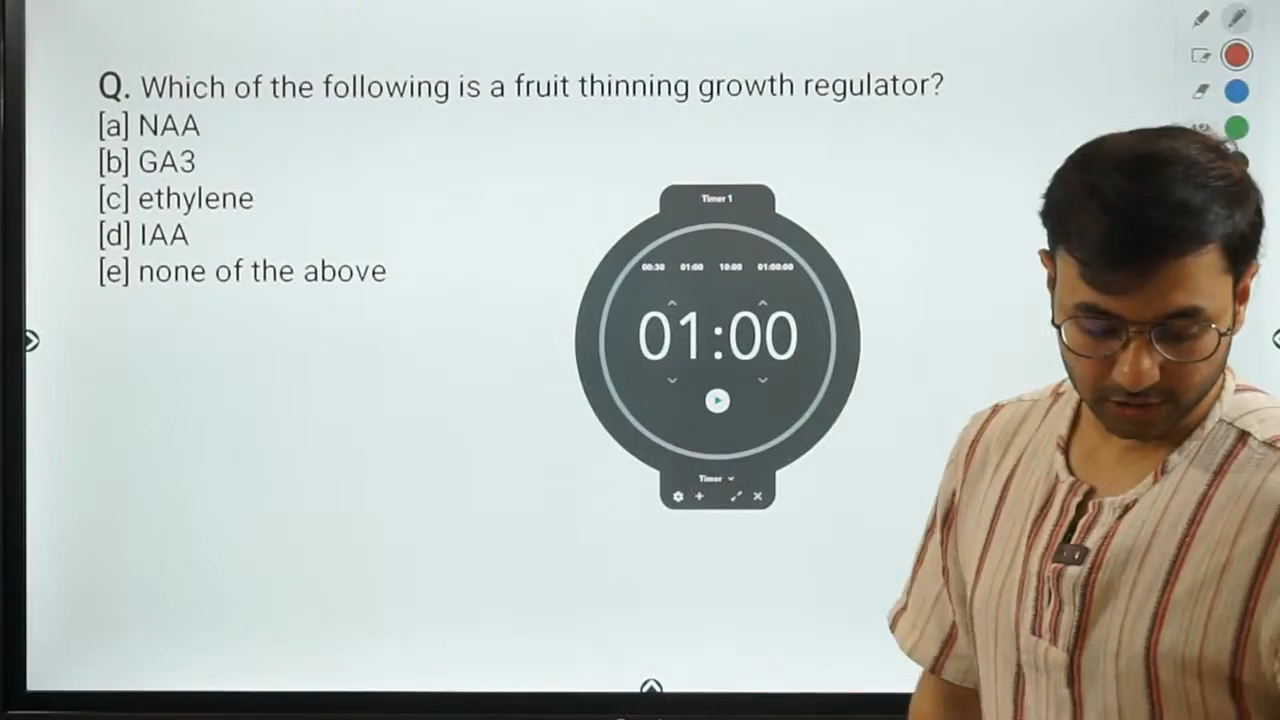 Q. Which of the following is a fruit thinning growth regulator?
[a] NAA
[b] GA3
[c] ethylene
[d] IAA
[e] none of the above
Timer 1
00:30 01:00 10:00 01:00:00
01:00
Timer